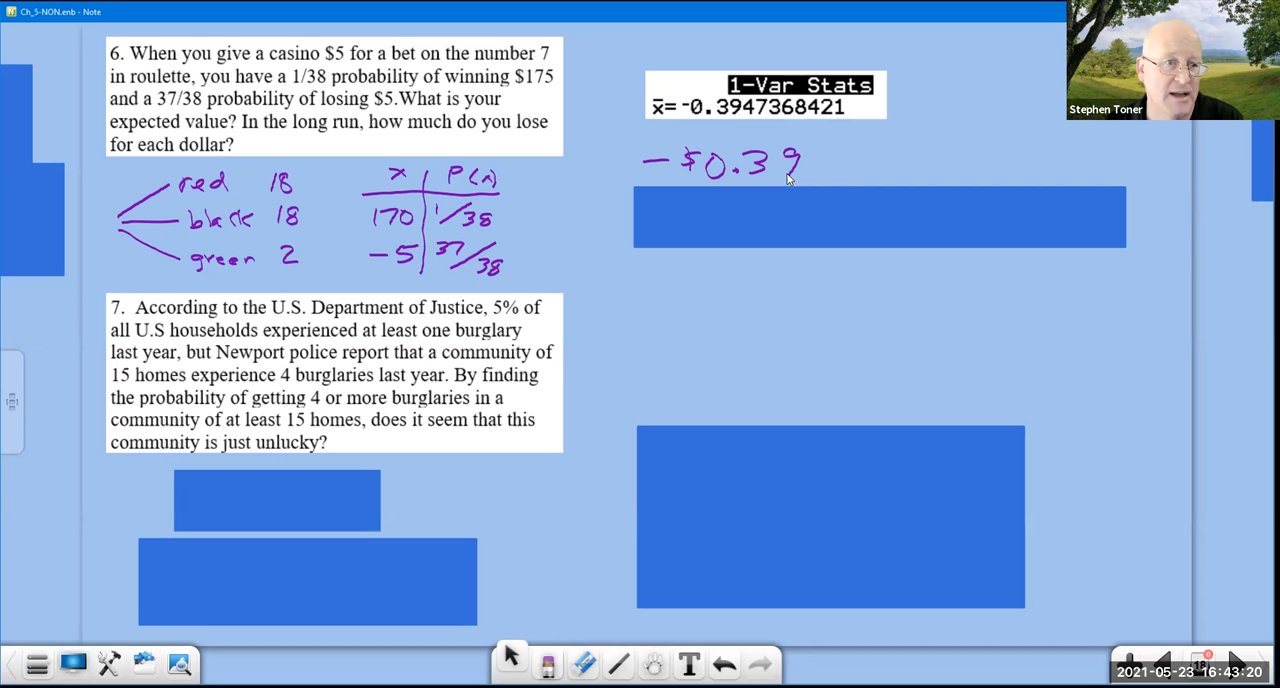 Ch_5-NON.enb - Note
6. When you give a casino $5 for a bet on the number 7
in roulette, you have a 1/38 probability of winning $175
and a 37/38 probability of losing $5.What is your
expected value? In the long run, how much do you lose
for each dollar?
1-Var Stats
x̄=-0.3947368421
Stephen Toner
- $0.39
red 18
black 18
green 2
x P(x)
170 1/38
-5 37/38
7. According to the U.S. Department of Justice, 5% of
all U.S households experienced at least one burglary
last year, but Newport police report that a community of
15 homes experience 4 burglaries last year. By finding
the probability of getting 4 or more burglaries in a
community of at least 15 homes, does it seem that this
community is just unlucky?
T
18
0
2021-05-23 16:43:20